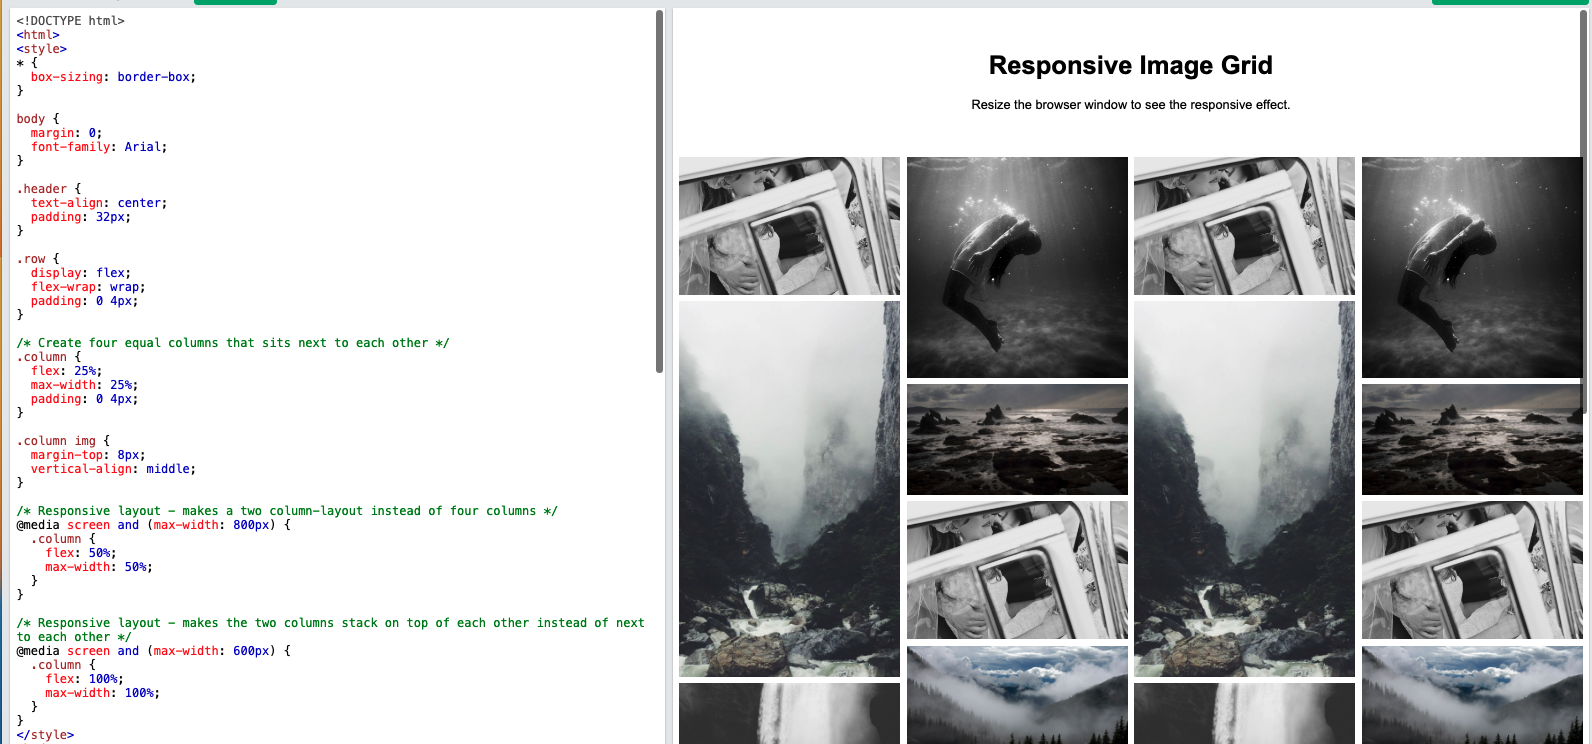 <!DOCTYPE html>
<html>
<style>
* {
  box-sizing: border-box;
}

body {
  margin: 0;
  font-family: Arial;
}

.header {
  text-align: center;
  padding: 32px;
}

.row {
  display: flex;
  flex-wrap: wrap;
  padding: 0 4px;
}

/* Create four equal columns that sits next to each other */
.column {
  flex: 25%;
  max-width: 25%;
  padding: 0 4px;
}

.column img {
  margin-top: 8px;
  vertical-align: middle;
}

/* Responsive layout - makes a two column-layout instead of four columns */
@media screen and (max-width: 800px) {
  .column {
    flex: 50%;
    max-width: 50%;
  }
}

/* Responsive layout - makes the two columns stack on top of each other instead of next
to each other */
@media screen and (max-width: 600px) {
  .column {
    flex: 100%;
    max-width: 100%;
  }
}
</style>
Responsive Image Grid
Resize the browser window to see the responsive effect.